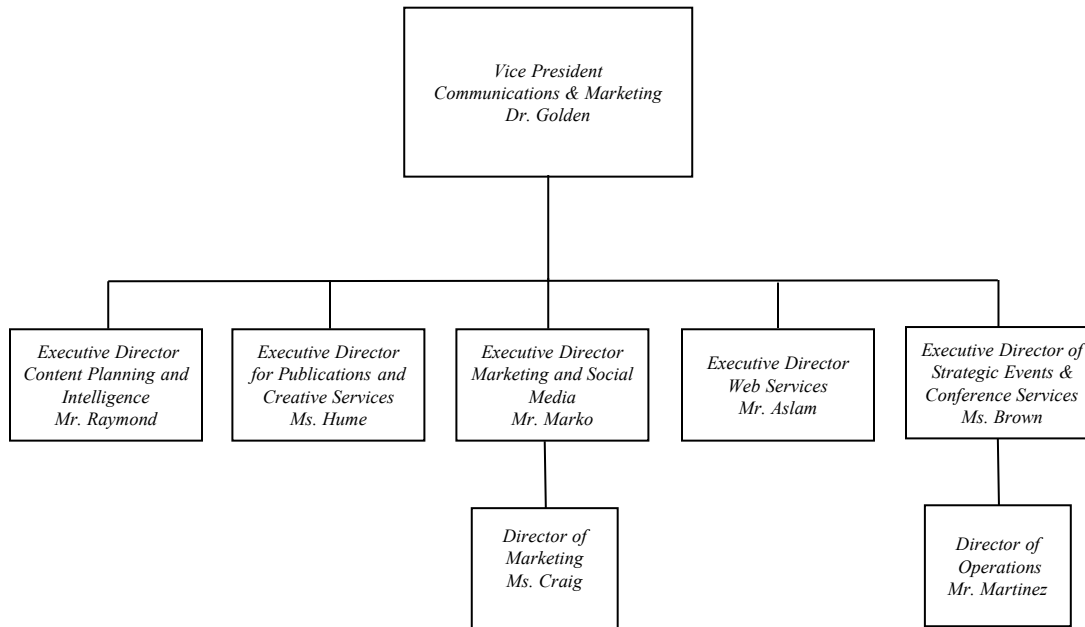 Vice President
Communications & Marketing
Dr. Golden
Executive Director
Content Planning and
Intelligence
Mr. Raymond
Executive Director
for Publications and
Creative Services
Ms. Hume
Executive Director
Marketing and Social
Media
Mr. Marko
Executive Director
Web Services
Mr. Aslam
Executive Director of
Strategic Events &
Conference Services
Ms. Brown
Director of
Marketing
Ms. Craig
Director of
Operations
Mr. Martinez